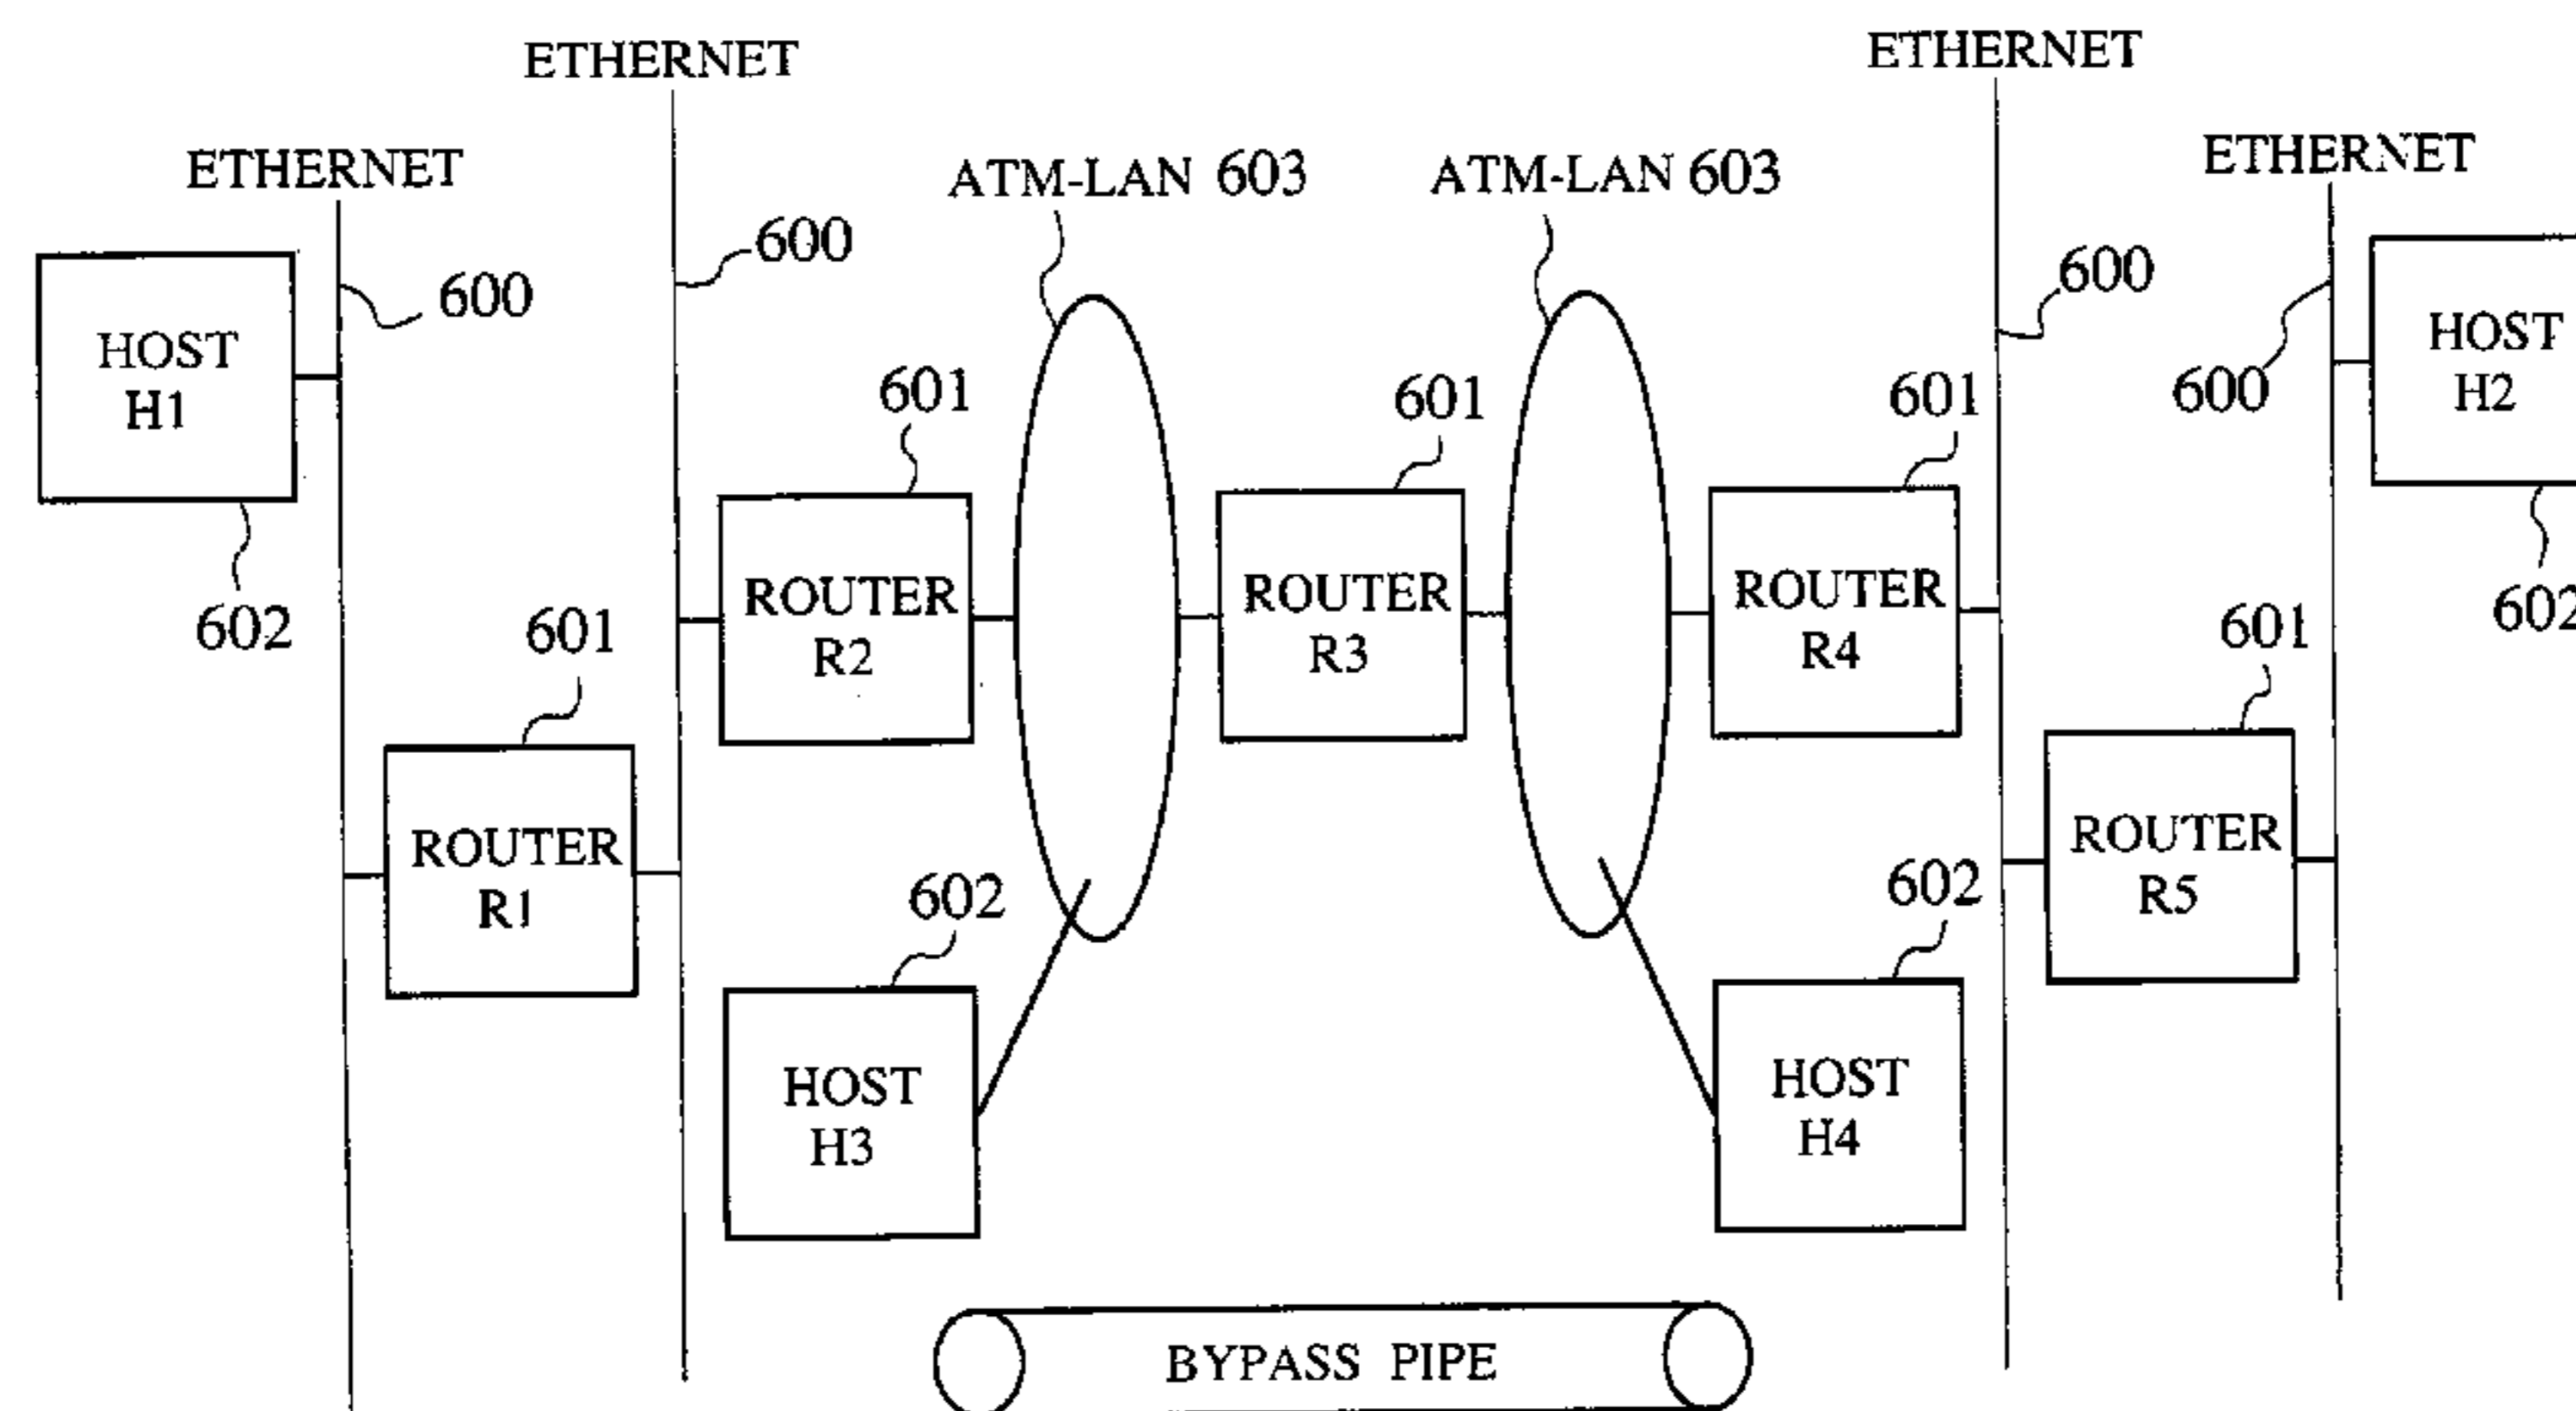 ETHERNET
ETHERNET
ETHERNET
ETHERNET
ATM-LAN 603
ATM-LAN 603
600
600
600
600
HOST
H1
602
HOST
H2
602
601
601
601
601
601
ROUTER
R1
ROUTER
R2
ROUTER
R3
ROUTER
R4
ROUTER
R5
602
HOST
H3
602
HOST
H4
BYPASS PIPE